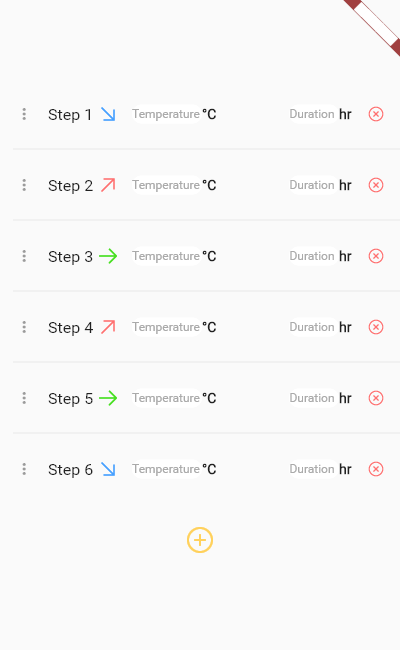 Step 1 Temperature °C Duration hr
Step 2 Temperature °C Duration hr
Step 3 Temperature °C Duration hr
Step 4 Temperature °C Duration hr
Step 5 Temperature °C Duration hr
Step 6 Temperature °C Duration hr